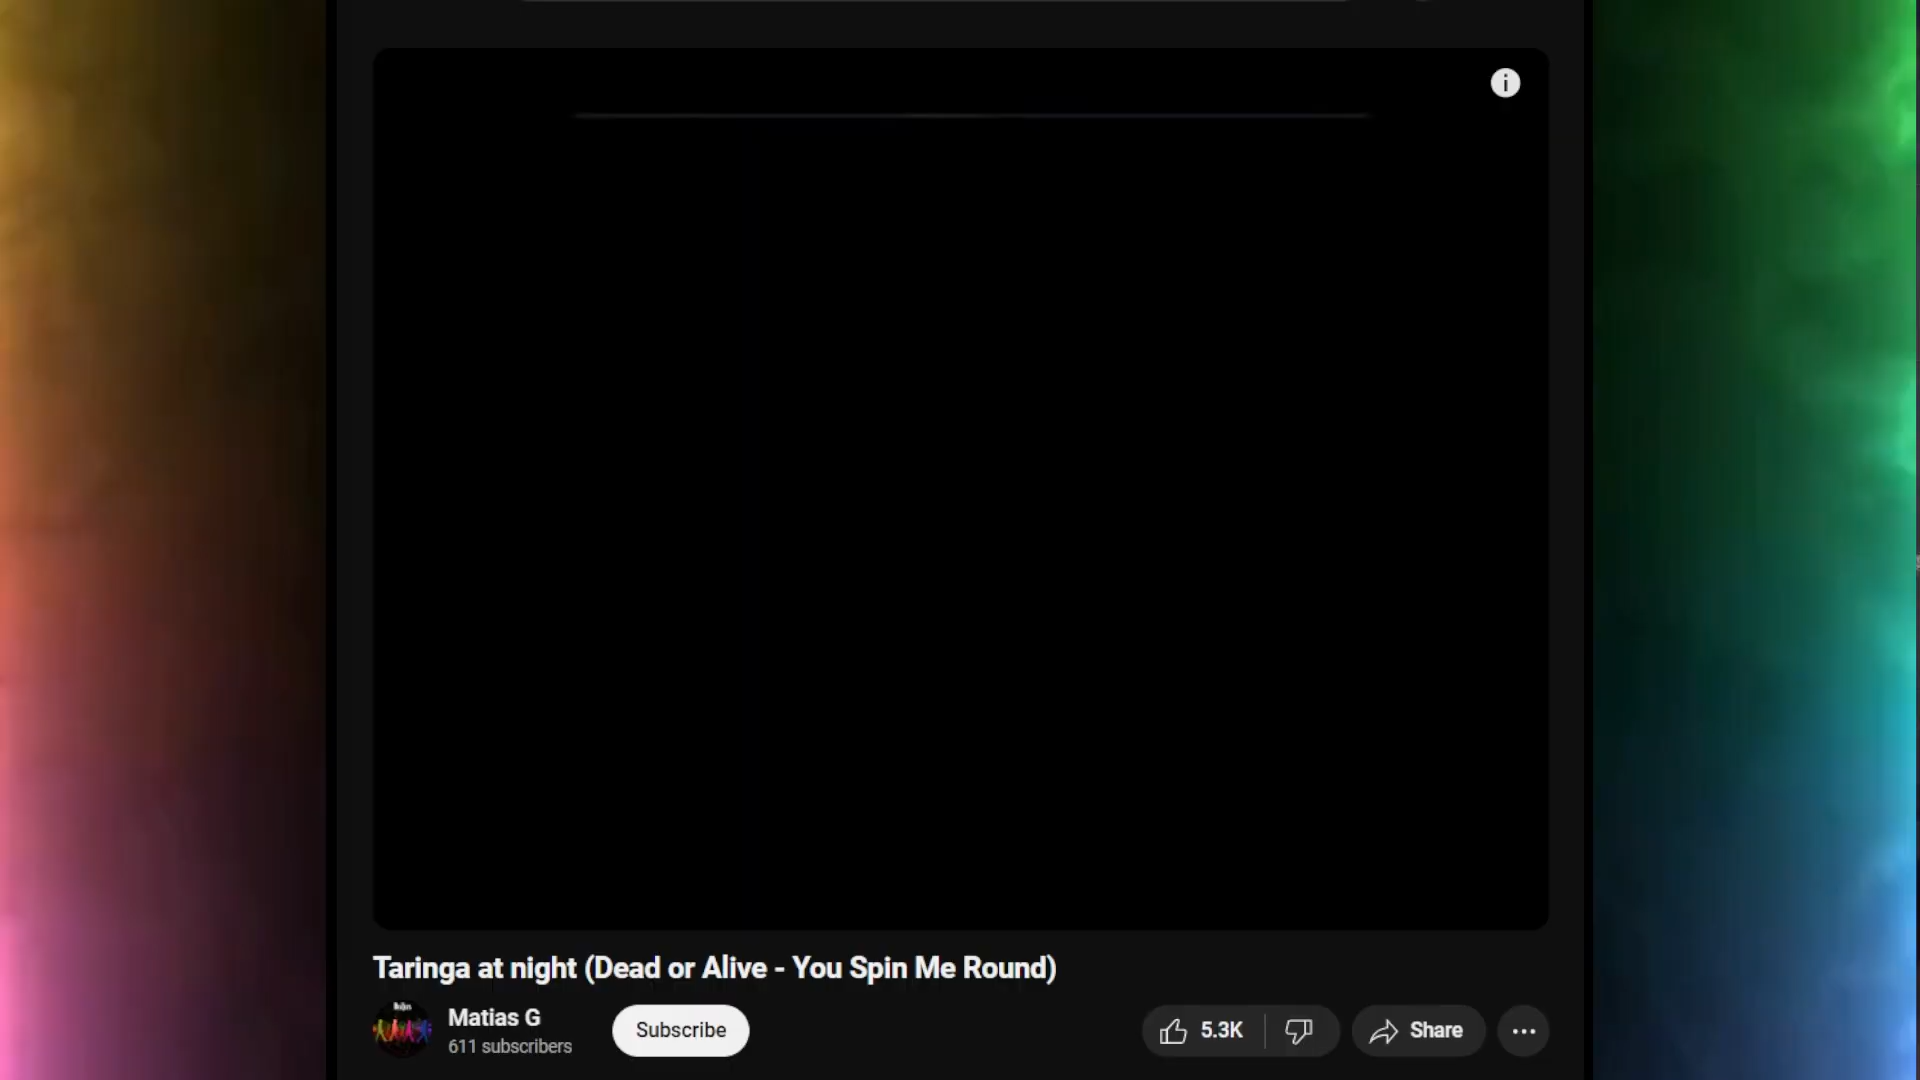 Taringa at night (Dead or Alive - You Spin Me Round)
Matias G
611 subscribers
Subscribe
5.3K
Share